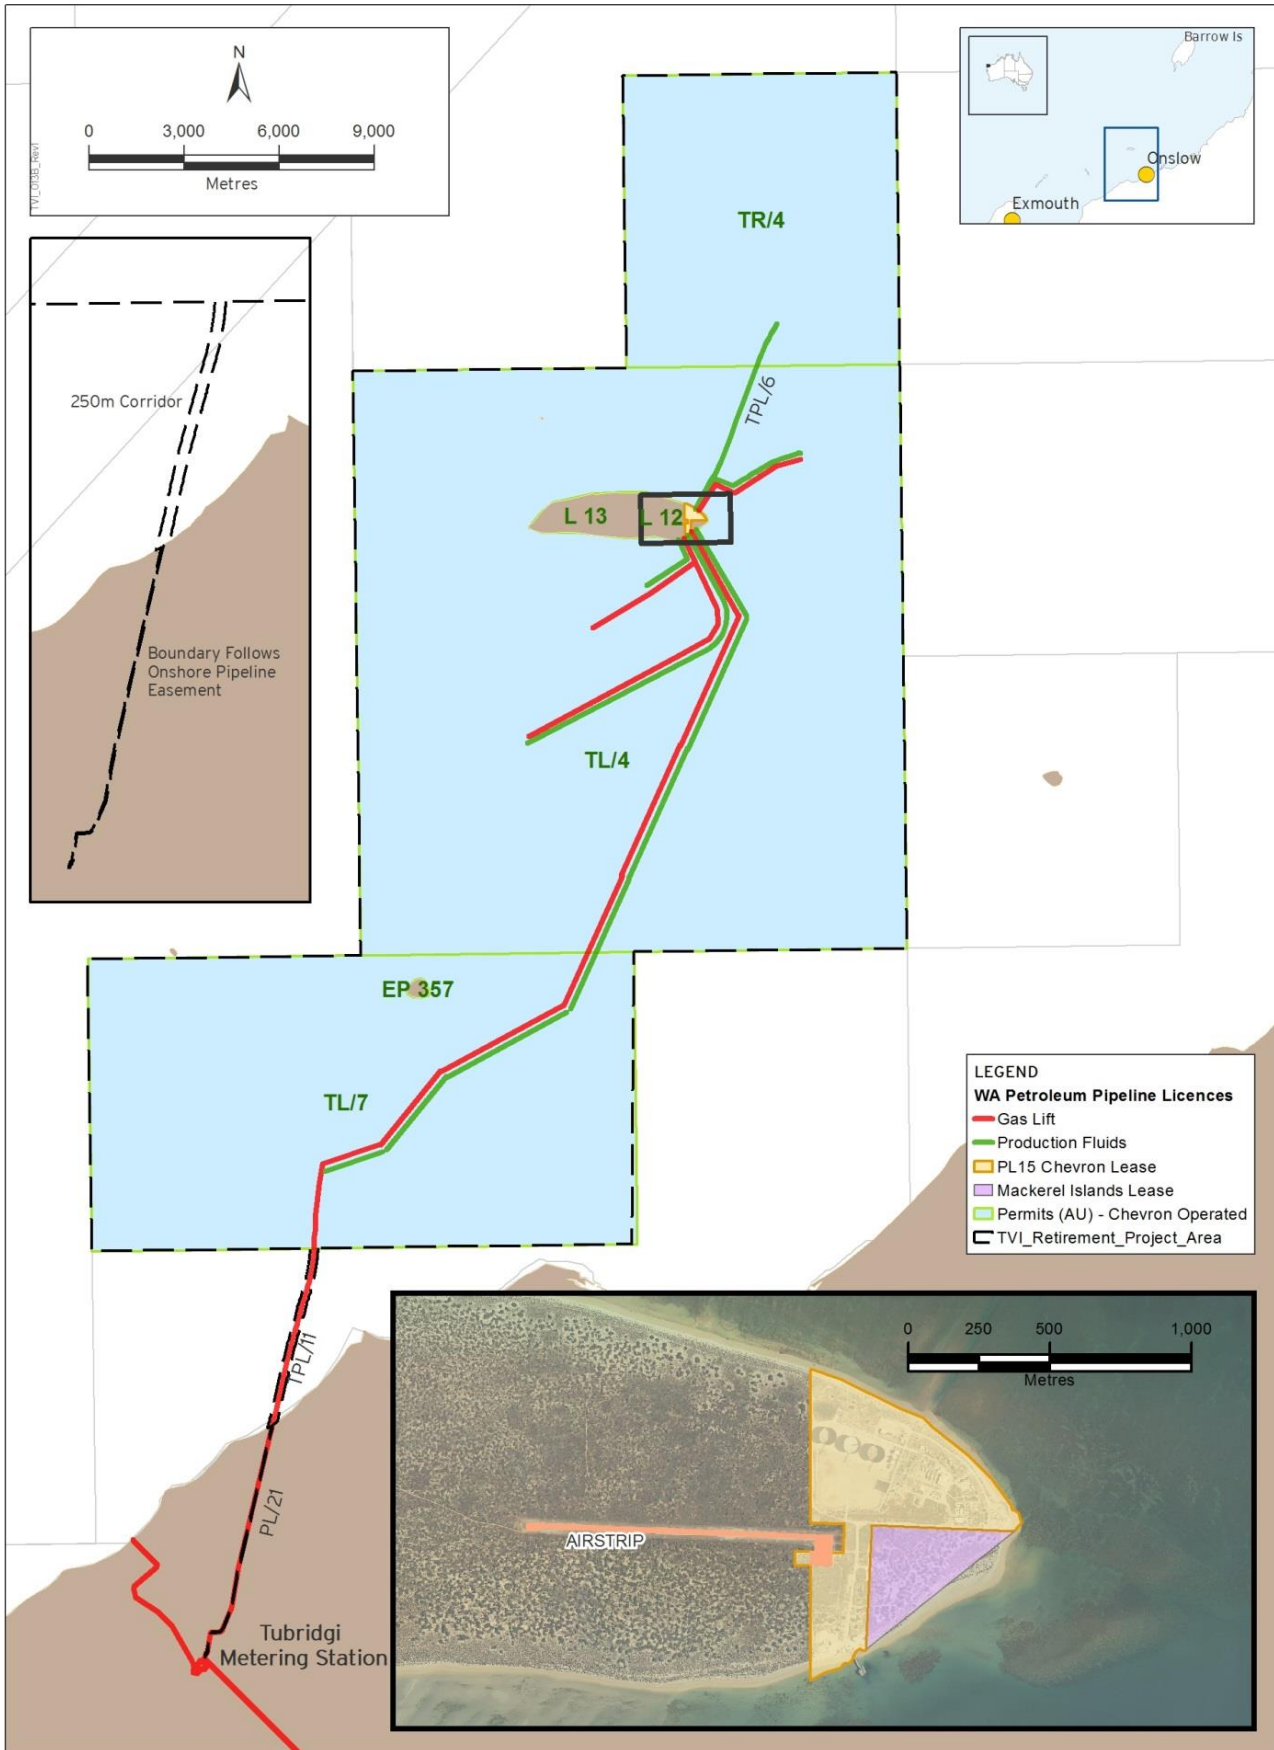 N
0 3,000 6,000 9,000
Metres
TVI_013B_Rev1
Barrow Is
Onslow
Exmouth
TR/4
250m Corridor
TPL/6
L 13
L 12
Boundary Follows
Onshore Pipeline
Easement
TL/4
EP 357
TL/7
LEGEND
WA Petroleum Pipeline Licences
Gas Lift
Production Fluids
PL15 Chevron Lease
Mackerel Islands Lease
Permits (AU) - Chevron Operated
TVI_Retirement_Project_Area
TPL/11
0 250 500 1,000
Metres
PL/21
AIRSTRIP
Tubridgi
Metering Station